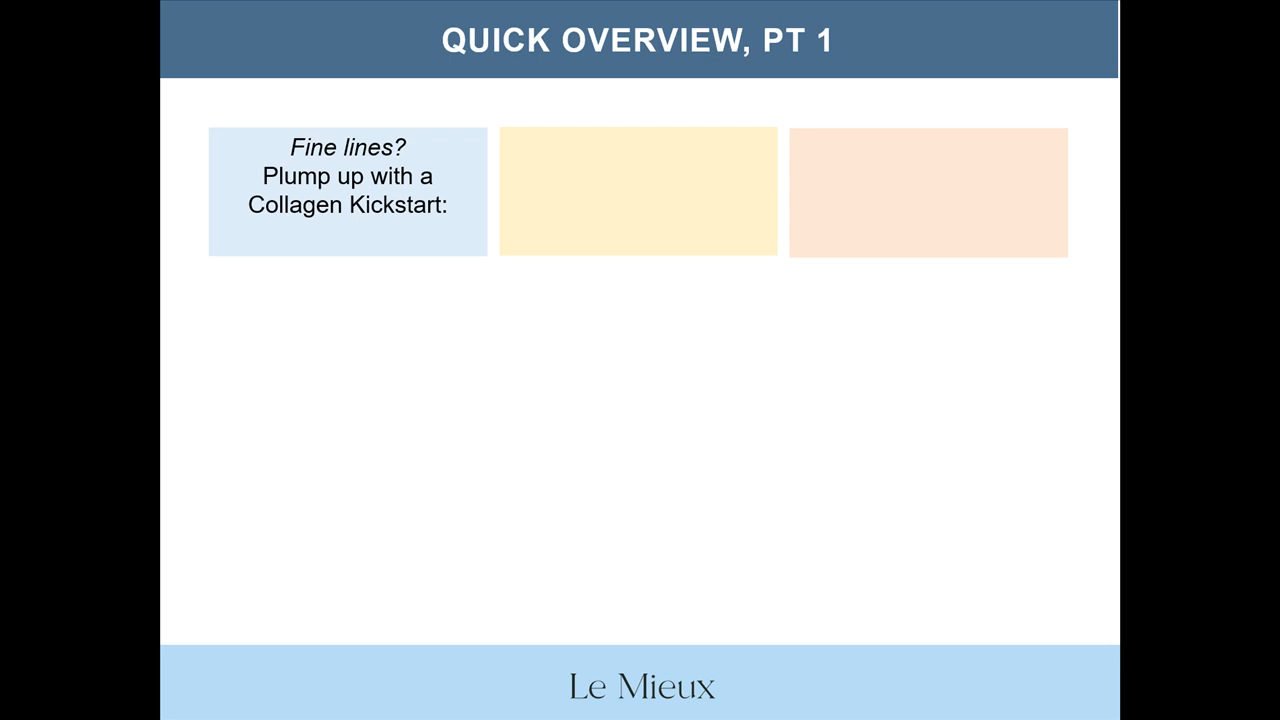 QUICK OVERVIEW, PT 1
Fine lines?
Plump up with a
Collagen Kickstart:
Le Mieux